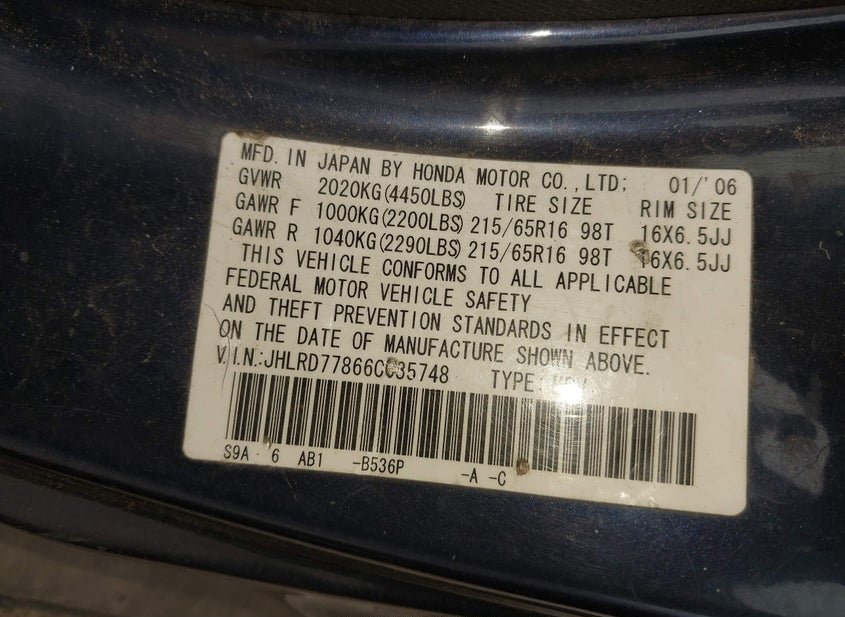 MFD. IN JAPAN BY HONDA MOTOR CO., LTD; 01/'06
GVWR 2020KG(4450LBS) TIRE SIZE RIM SIZE
GAWR F 1000KG(2200LBS) 215/65R16 98T 16X6.5JJ
GAWR R 1040KG(2290LBS) 215/65R16 98T 16X6.5JJ
THIS VEHICLE CONFORMS TO ALL APPLICABLE
FEDERAL MOTOR VEHICLE SAFETY
AND THEFT PREVENTION STANDARDS IN EFFECT
ON THE DATE OF MANUFACTURE SHOWN ABOVE.
V.I.N.:JHLRD77866C035748 TYPE:
S9A 6 AB1 -B536P -A -C